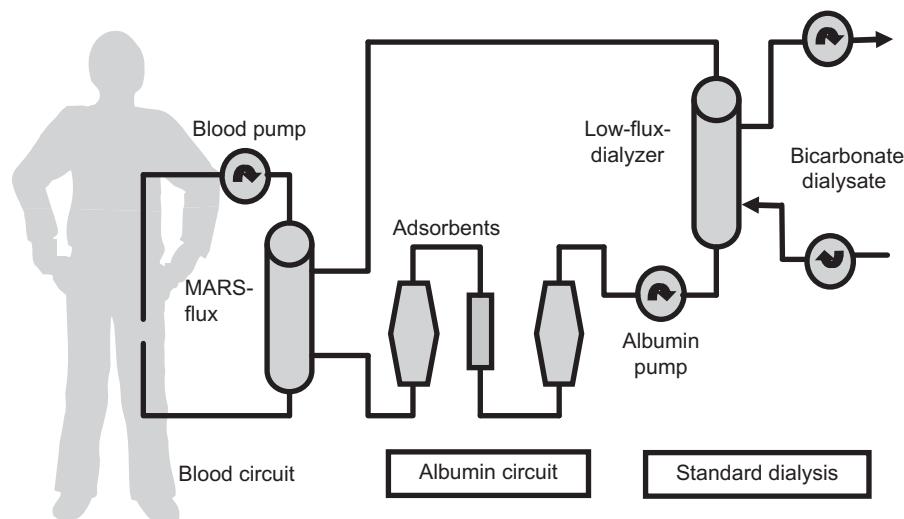 Blood pump
Low-flux-
dialyzer
Bicarbonate
dialysate
Adsorbents
MARS-
flux
Albumin
pump
Blood circuit
Albumin circuit
Standard dialysis